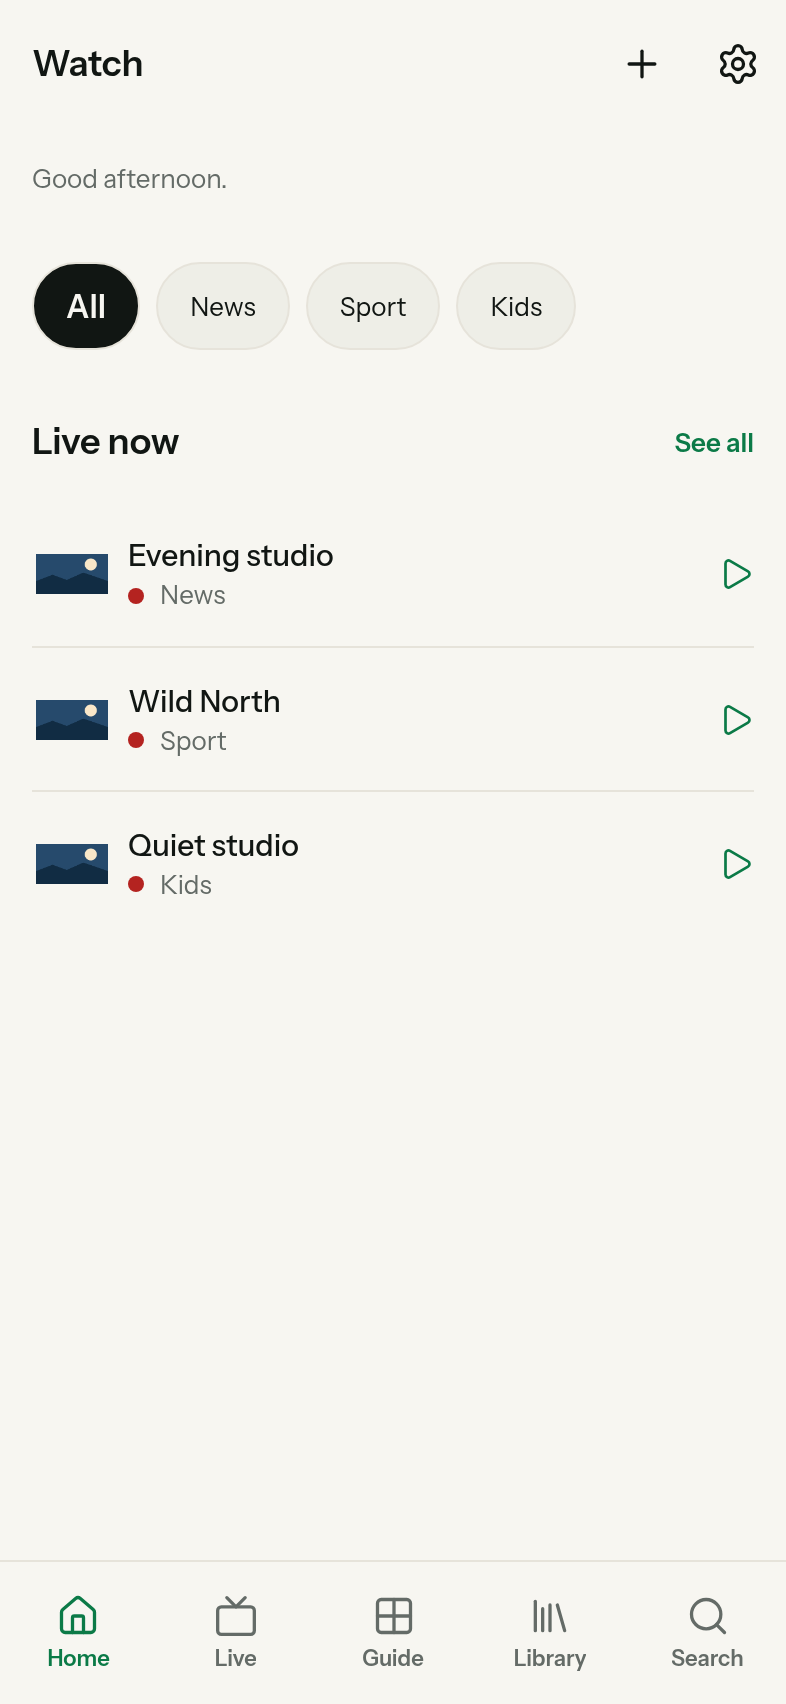 Watch
Good afternoon.
All
News
Sport
Kids
Live now
See all
Evening studio
News
Wild North
Sport
Quiet studio
Kids
Home
Live
Guide
Library
Search